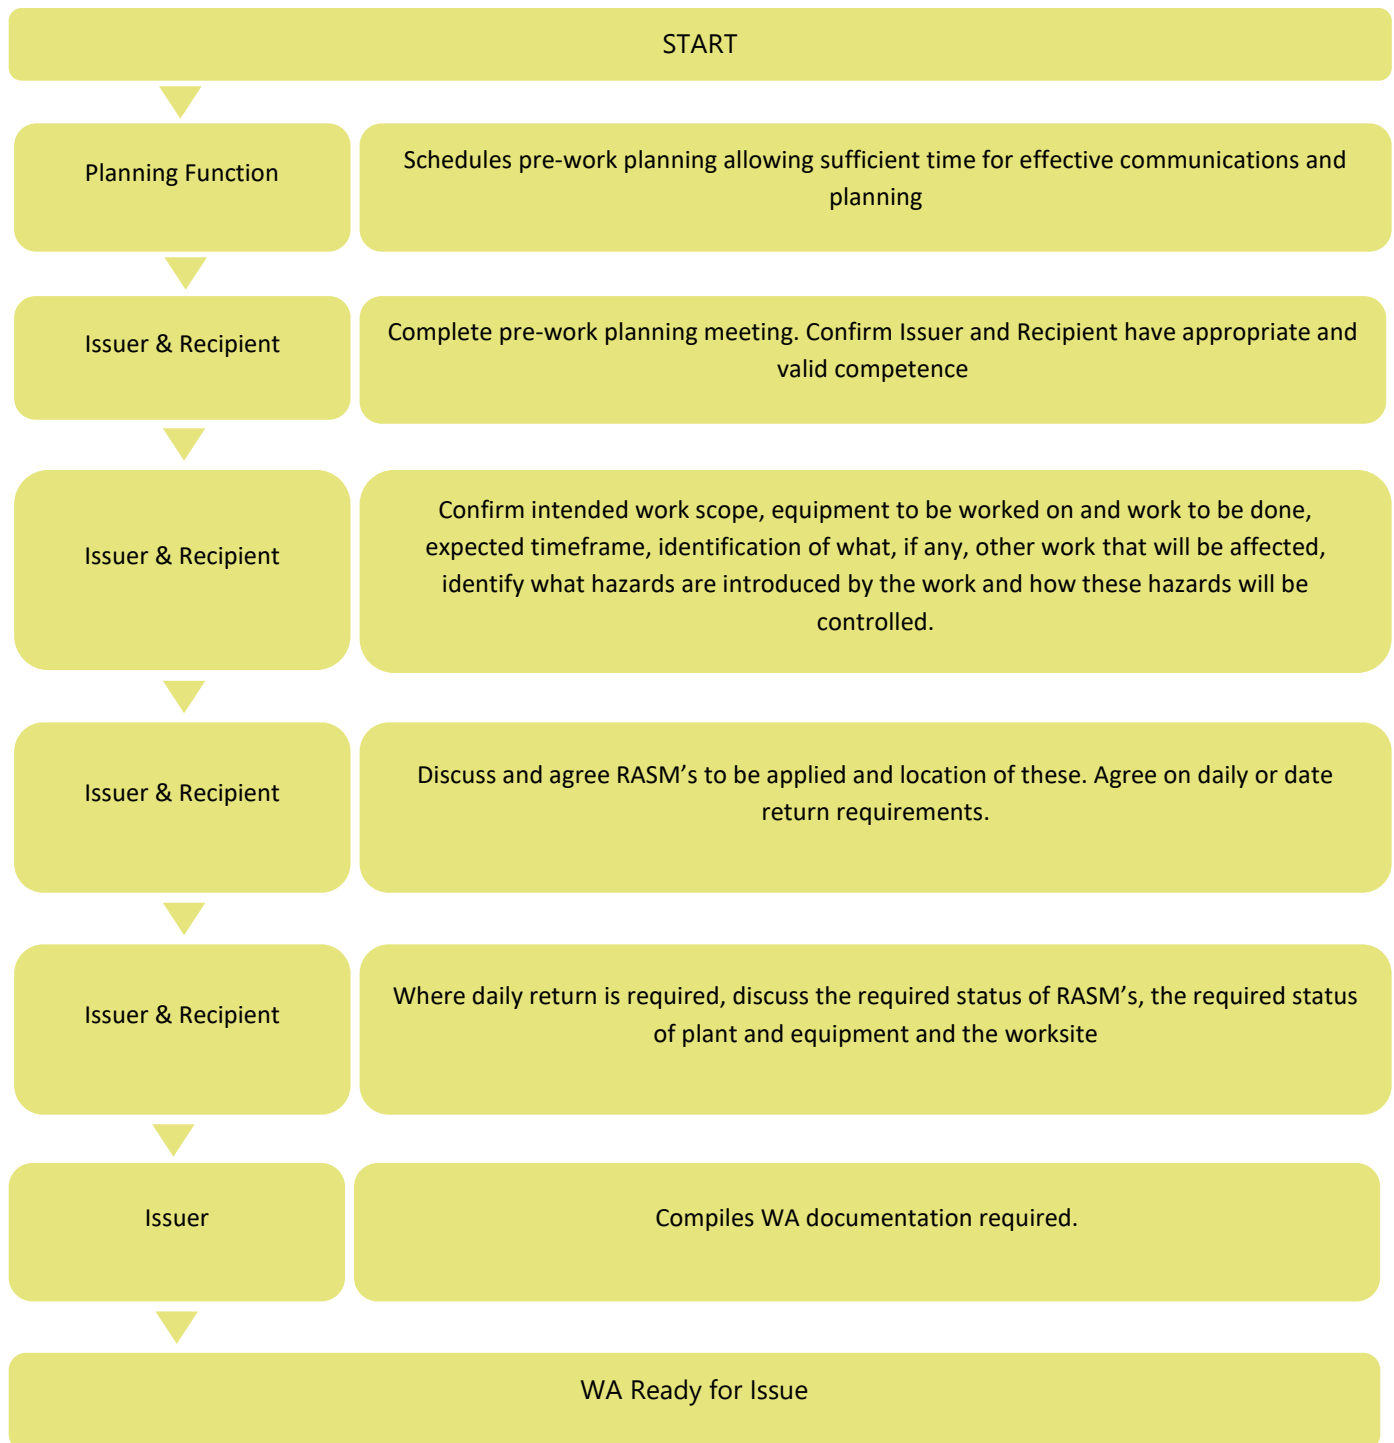 START
Planning Function
Schedules pre-work planning allowing sufficient time for effective communications and
planning
Issuer & Recipient
Complete pre-work planning meeting. Confirm Issuer and Recipient have appropriate and
valid competence
Issuer & Recipient
Confirm intended work scope, equipment to be worked on and work to be done,
expected timeframe, identification of what, if any, other work that will be affected,
identify what hazards are introduced by the work and how these hazards will be
controlled.
Issuer & Recipient
Discuss and agree RASM’s to be applied and location of these. Agree on daily or date
return requirements.
Issuer & Recipient
Where daily return is required, discuss the required status of RASM’s, the required status
of plant and equipment and the worksite
Issuer
Compiles WA documentation required.
WA Ready for Issue